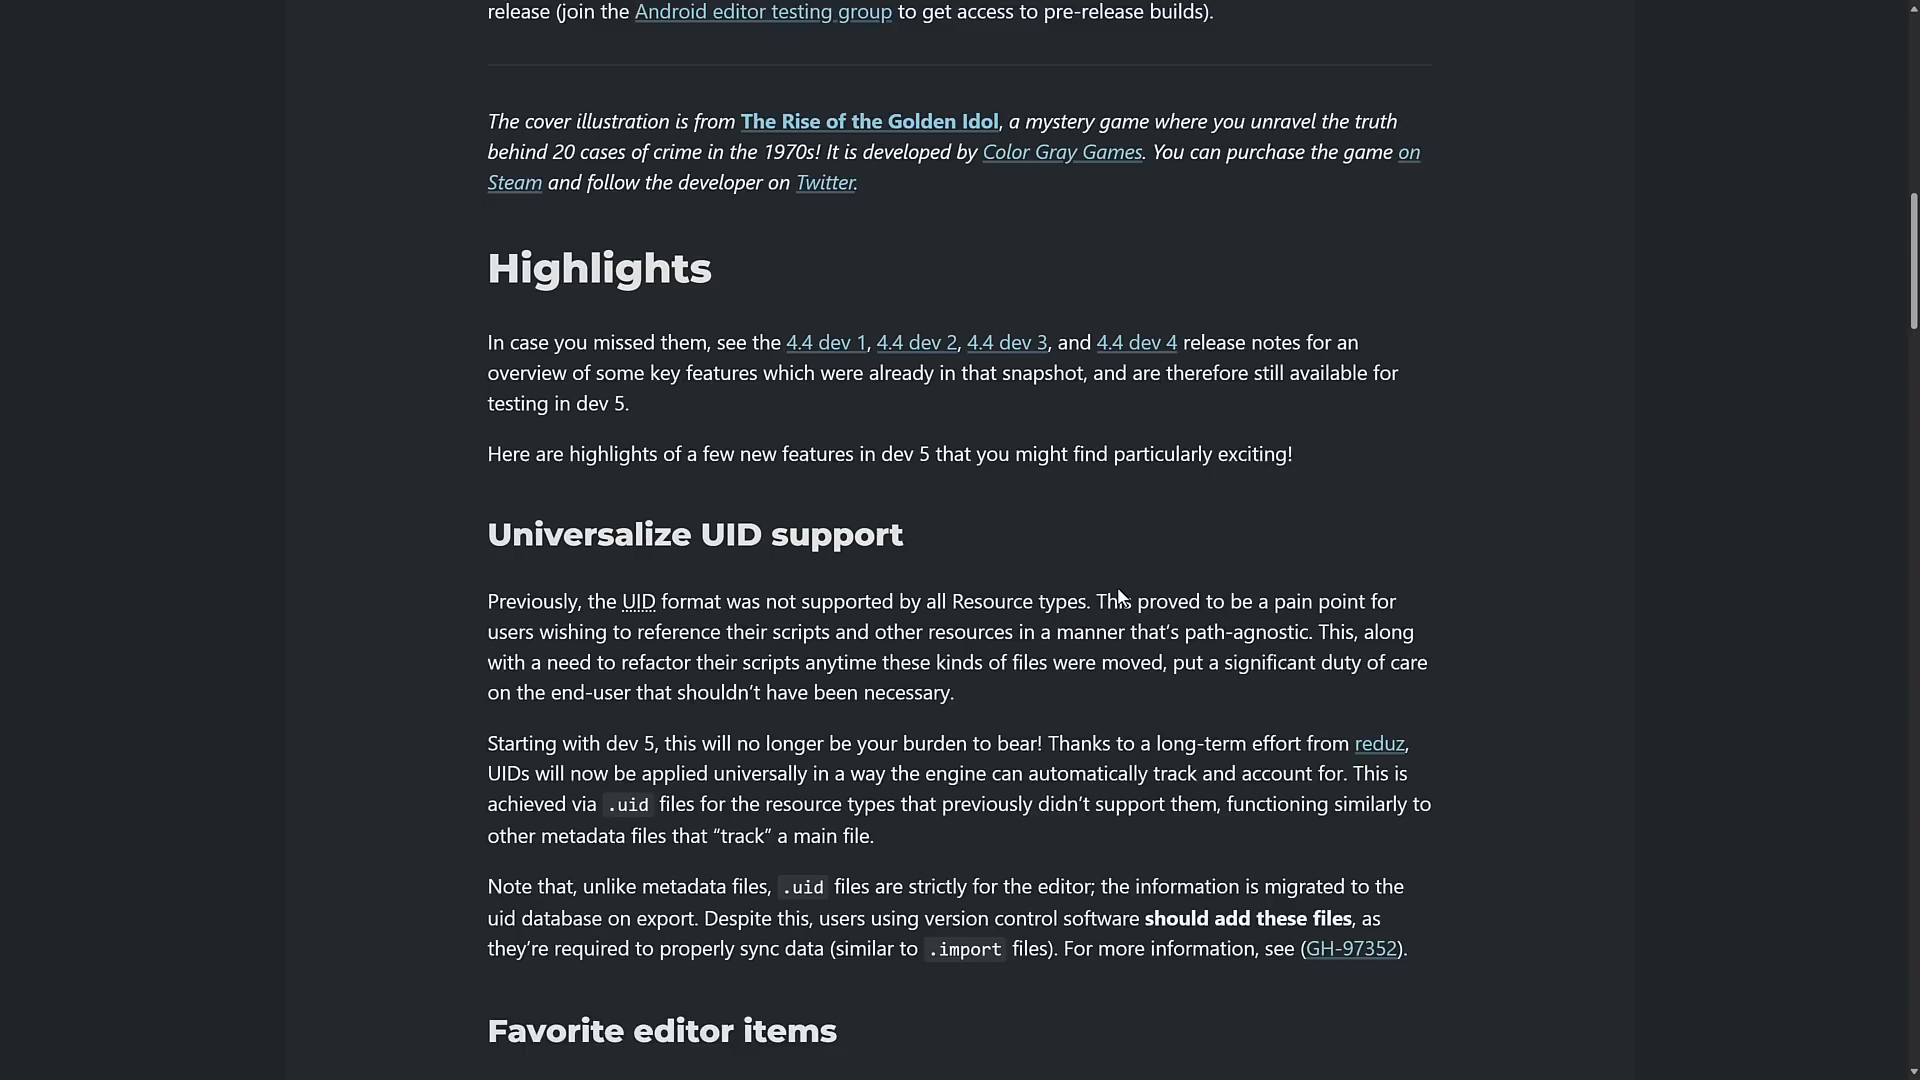 release (join the Android editor testing group to get access to pre-release builds).
The cover illustration is from The Rise of the Golden Idol, a mystery game where you unravel the truth
behind 20 cases of crime in the 1970s! It is developed by Color Gray Games. You can purchase the game on
Steam and follow the developer on Twitter.
Highlights
In case you missed them, see the 4.4 dev 1, 4.4 dev 2, 4.4 dev 3, and 4.4 dev 4 release notes for an
overview of some key features which were already in that snapshot, and are therefore still available for
testing in dev 5.
Here are highlights of a few new features in dev 5 that you might find particularly exciting!
Universalize UID support
Previously, the UID format was not supported by all Resource types. This proved to be a pain point for
users wishing to reference their scripts and other resources in a manner that’s path-agnostic. This, along
with a need to refactor their scripts anytime these kinds of files were moved, put a significant duty of care
on the end-user that shouldn’t have been necessary.
Starting with dev 5, this will no longer be your burden to bear! Thanks to a long-term effort from reduz,
UIDs will now be applied universally in a way the engine can automatically track and account for. This is
achieved via .uid files for the resource types that previously didn’t support them, functioning similarly to
other metadata files that “track” a main file.
Note that, unlike metadata files, .uid files are strictly for the editor; the information is migrated to the
uid database on export. Despite this, users using version control software should add these files, as
they’re required to properly sync data (similar to .import files). For more information, see (GH-97352).
Favorite editor items